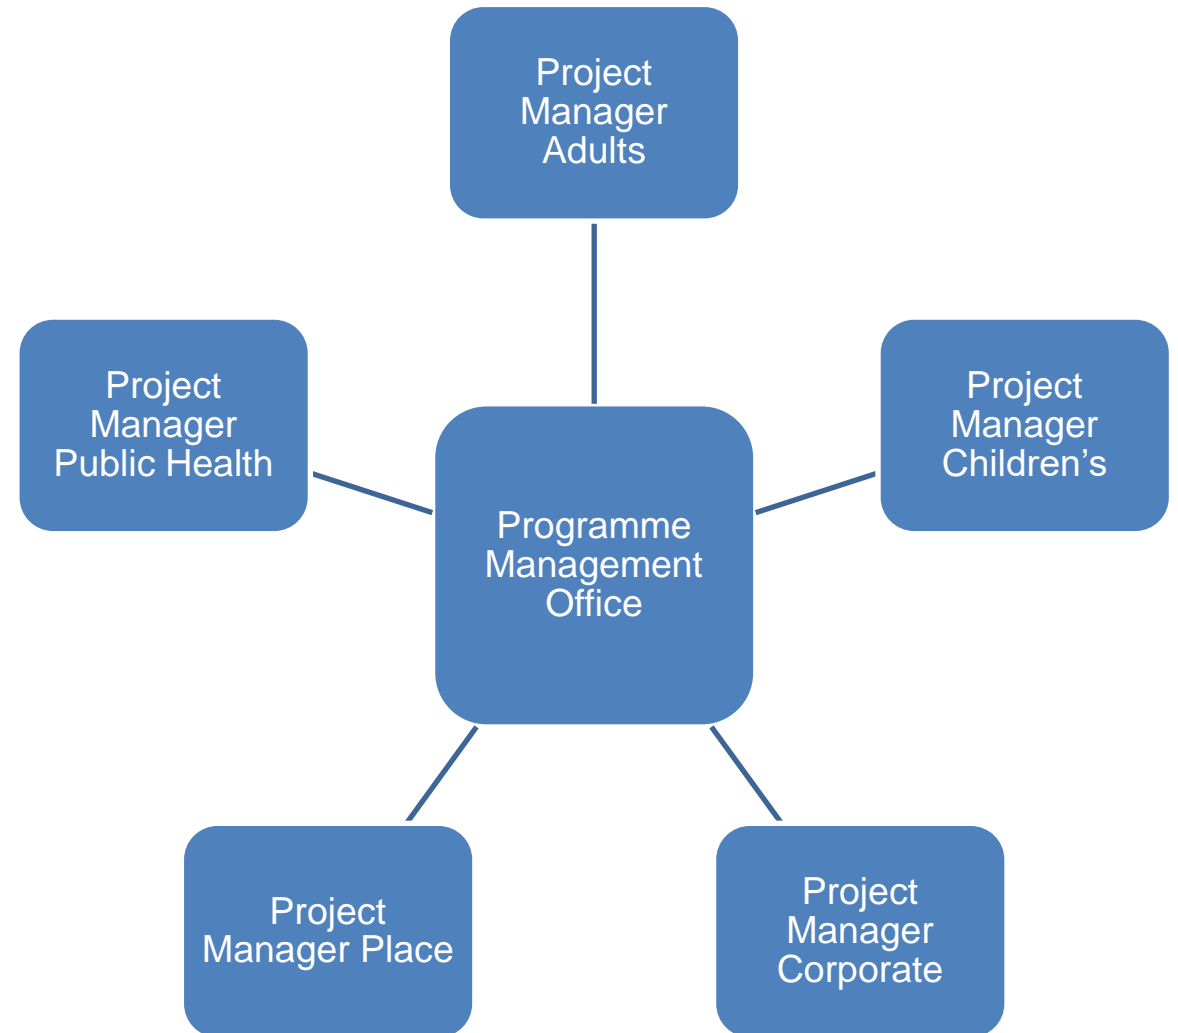 Project
Manager
Adults
Project
Manager
Public Health
Project
Manager
Children’s
Programme
Management
Office
Project
Manager Place
Project
Manager
Corporate